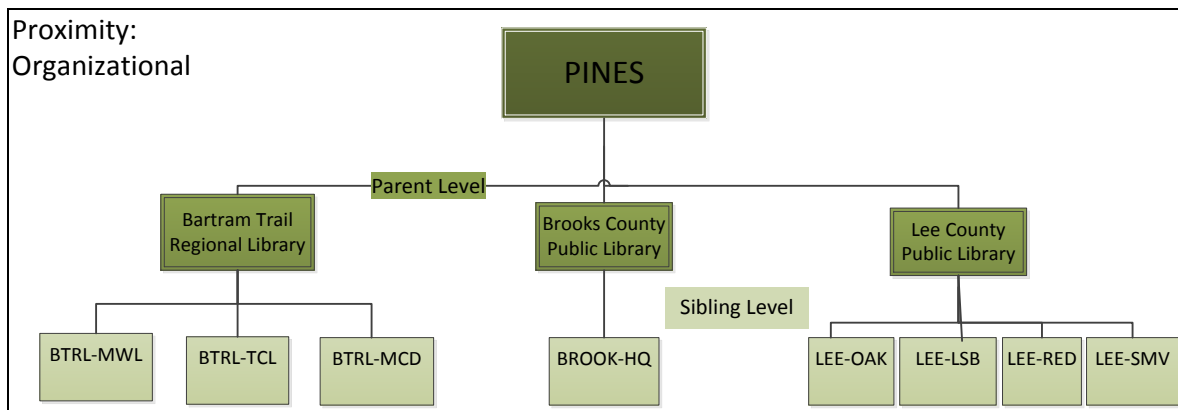 Proximity:
Organizational
PINES
Parent Level
Bartram Trail
Regional Library
Brooks County
Public Library
Lee County
Public Library
Sibling Level
BTRL-MWL
BTRL-TCL
BTRL-MCD
BROOK-HQ
LEE-OAK
LEE-LSB
LEE-RED
LEE-SMV